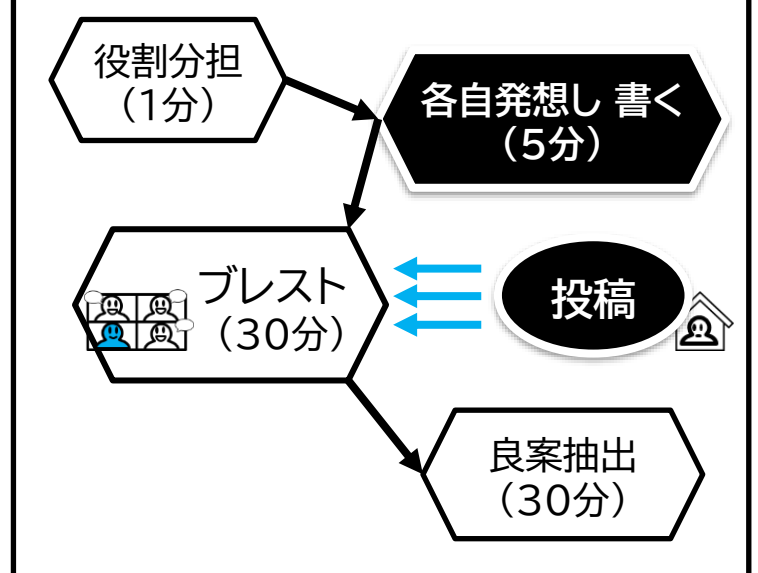 役割分担
（1分）
各自発想し 書く
（5分）
ブレスト
（30分）
投稿
良案抽出
（30分）